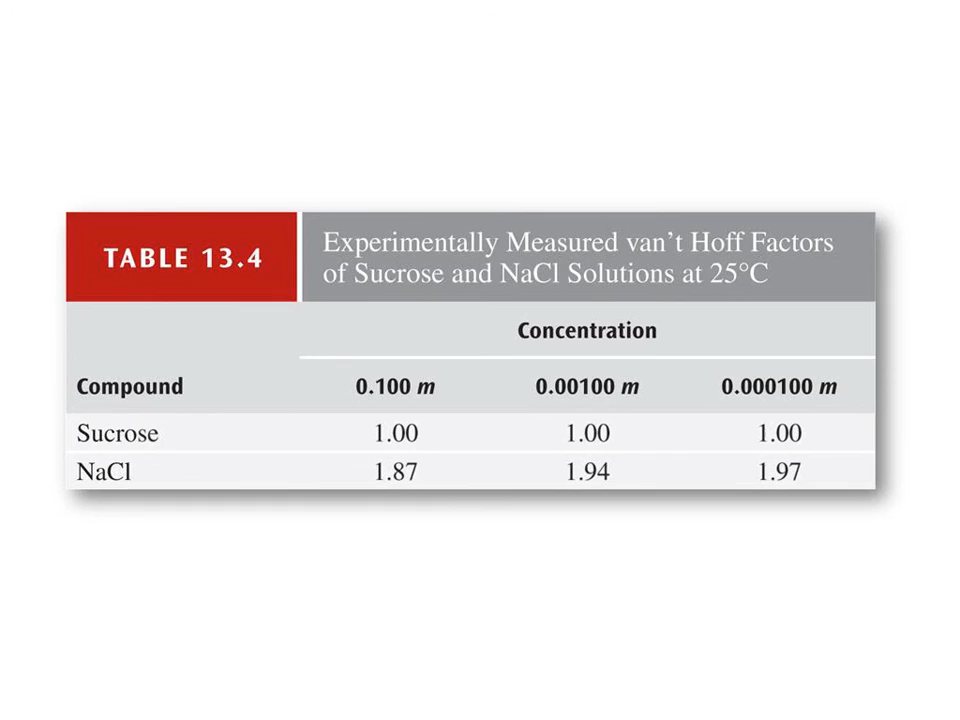 TABLE 13.4
Experimentally Measured van’t Hoff Factors
of Sucrose and NaCl Solutions at 25°C
Concentration
Compound 0.100 m 0.00100 m 0.000100 m
Sucrose 1.00 1.00 1.00
NaCl 1.87 1.94 1.97